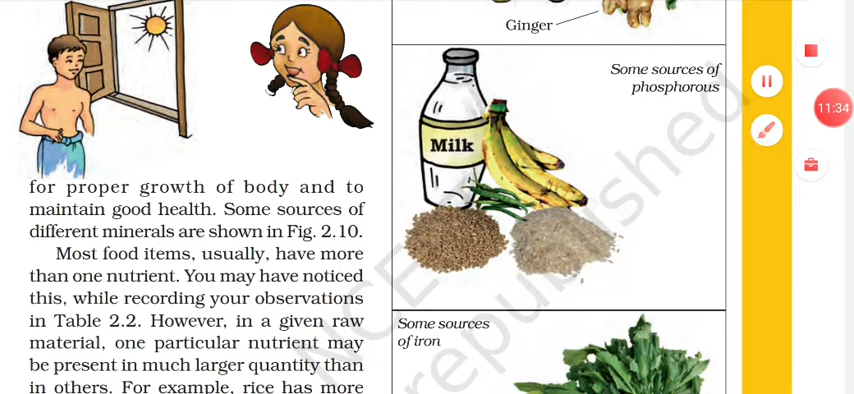 for proper growth of body and to
maintain good health. Some sources of
different minerals are shown in Fig. 2.10.
Most food items, usually, have more
than one nutrient. You may have noticed
this, while recording your observations
in Table 2.2. However, in a given raw
material, one particular nutrient may
be present in much larger quantity than
in others. For example, rice has more
Ginger
Some sources of
phosphorous
Milk
Some sources
of iron
NCE
republished
11:34